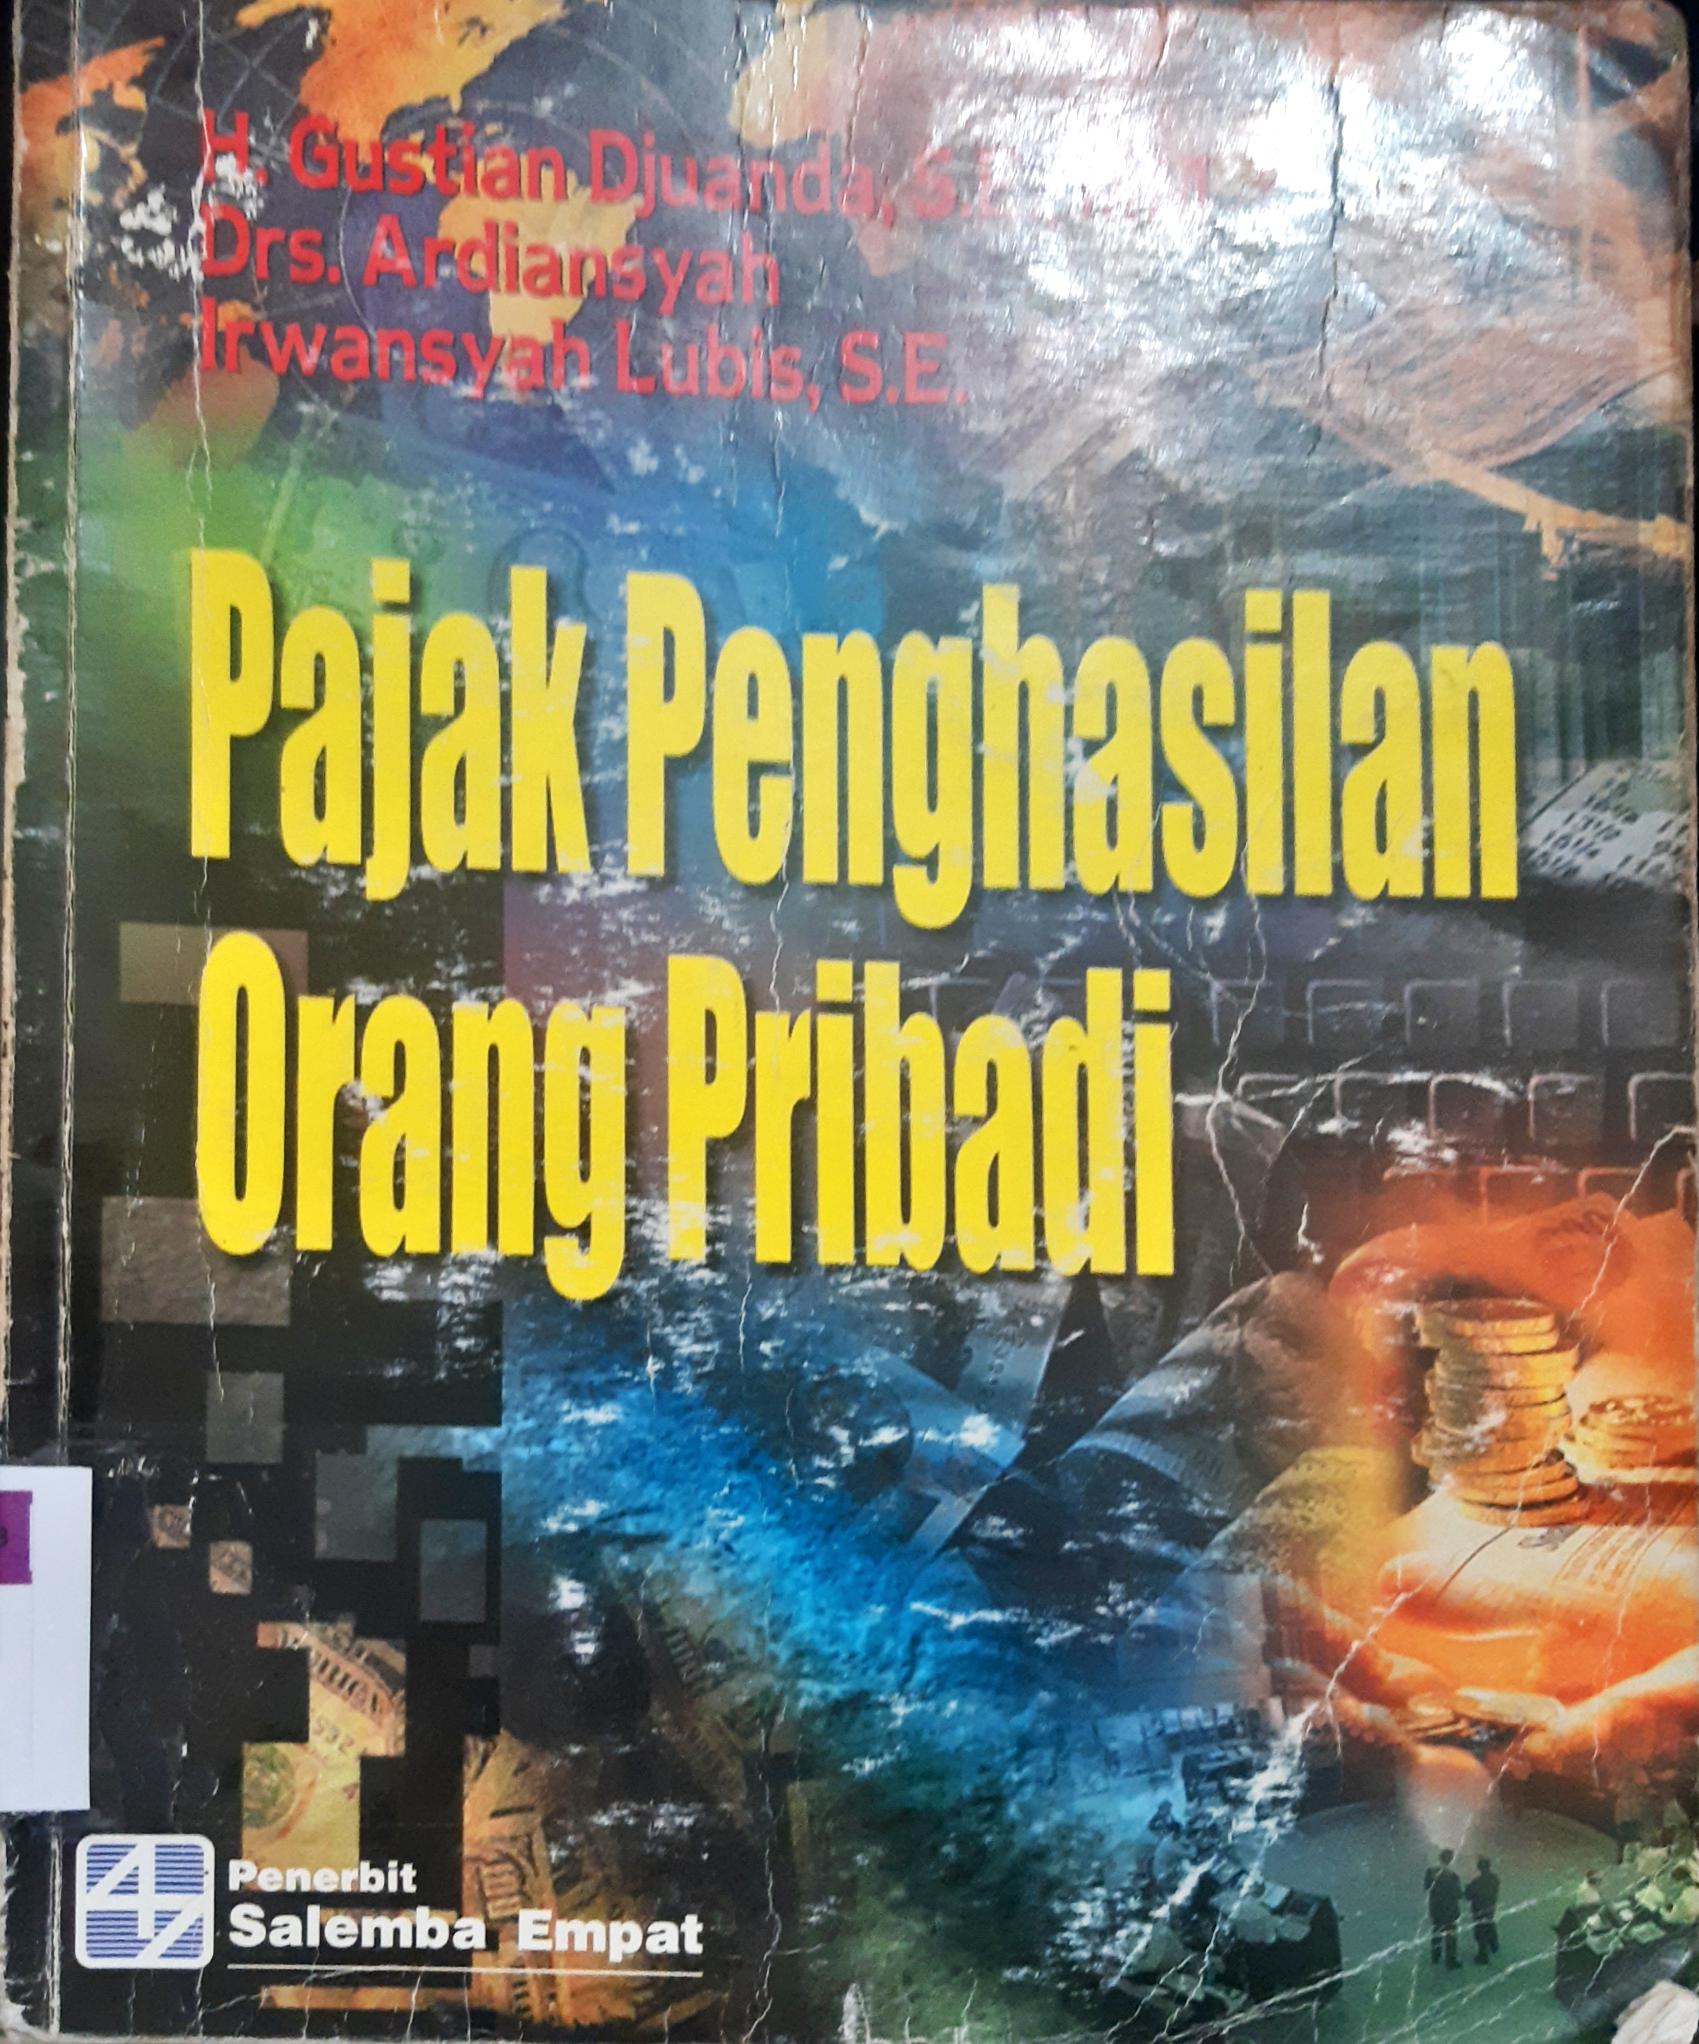 H. Gustian Djuanda,
Drs. Ardiansyah
Irwansyah Lubis, S.E.
Pajak Penghasilan
Orang Pribadi
Penerbit
Salemba Empat